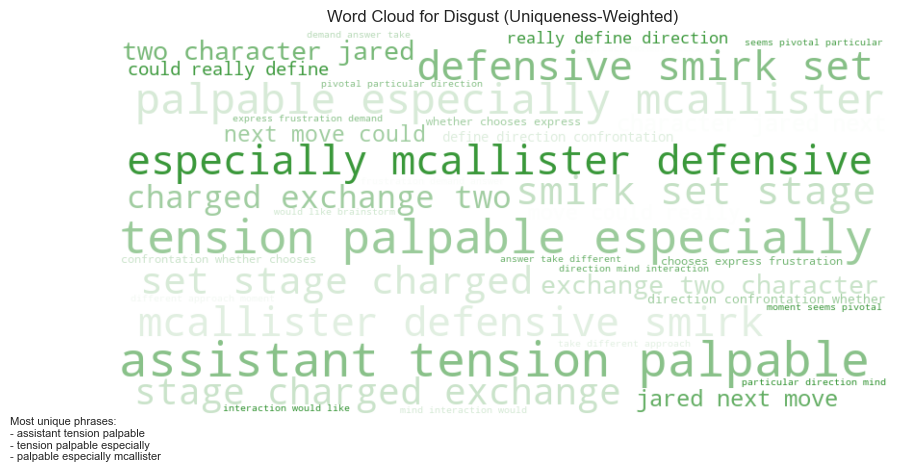 Word Cloud for Disgust (Uniqueness-Weighted)
demand answer take
really define direction
seems pivotal particular
two character jared
defensive smirk set
could really define
pivotal particular direction
palpable especially mcallister
express frustration demand
whether chooses express
next move could
define direction confrontation
especially mcallister defensive
charged exchange two
smirk set stage
would like brainstorm
tension palpable especially
confrontation whether chooses
answer take different
chooses express frustration
direction mind interaction
set stage charged
exchange two character
different approach moment
direction confrontation whether
moment seems pivotal
mcallister defensive smirk
take different approach
assistant tension palpable
particular direction mind
stage charged exchange
jared next move
interaction would like
mind interaction would
Most unique phrases:
- assistant tension palpable
- tension palpable especially
- palpable especially mcallister